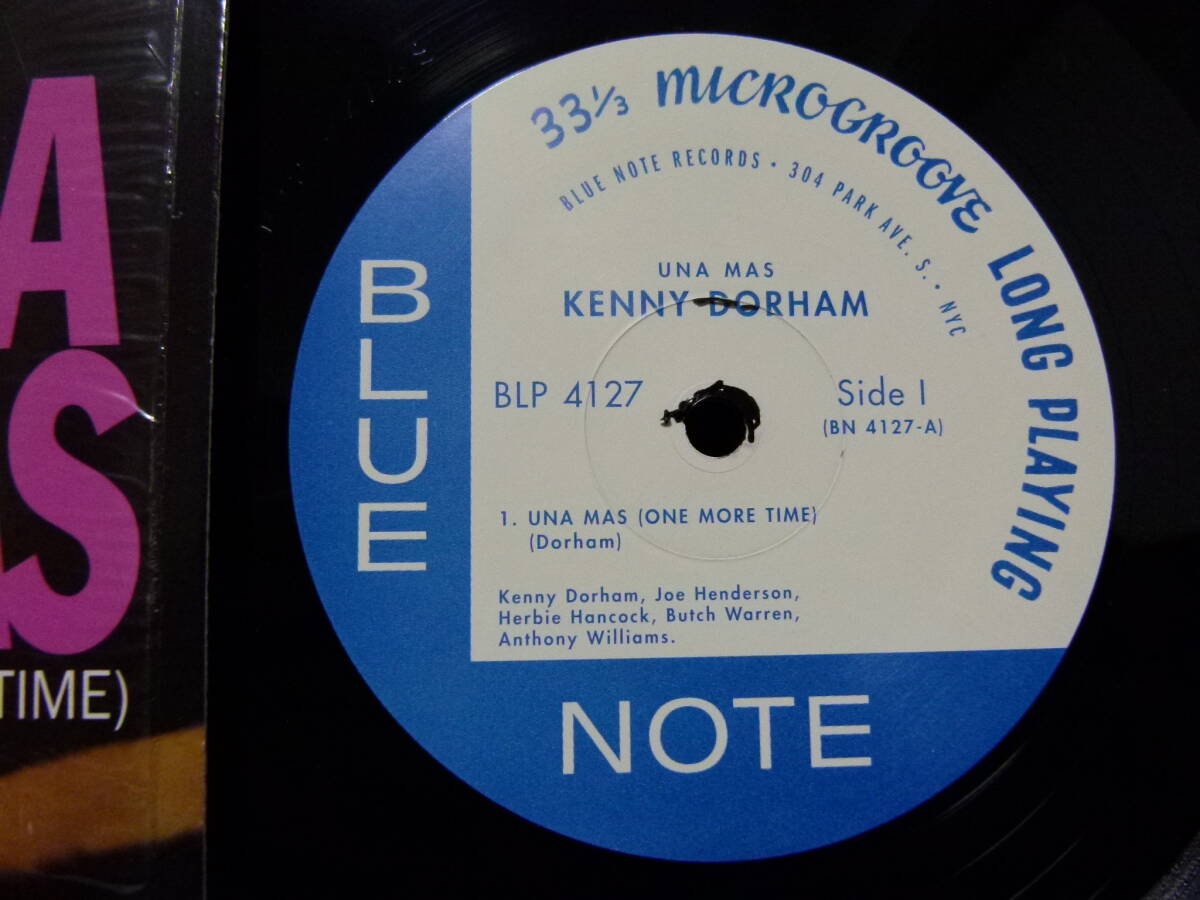 A
AS
TIME)
33⅓ MICROGROOVE LONG PLAYING
BLUE NOTE RECORDS • 304 PARK AVE. S. • NYC
UNA MAS
KENNY DORHAM
BLP 4127
Side I
(BN 4127-A)
1. UNA MAS (ONE MORE TIME)
(Dorham)
Kenny Dorham, Joe Henderson,
Herbie Hancock, Butch Warren,
Anthony Williams.
BLUE
NOTE